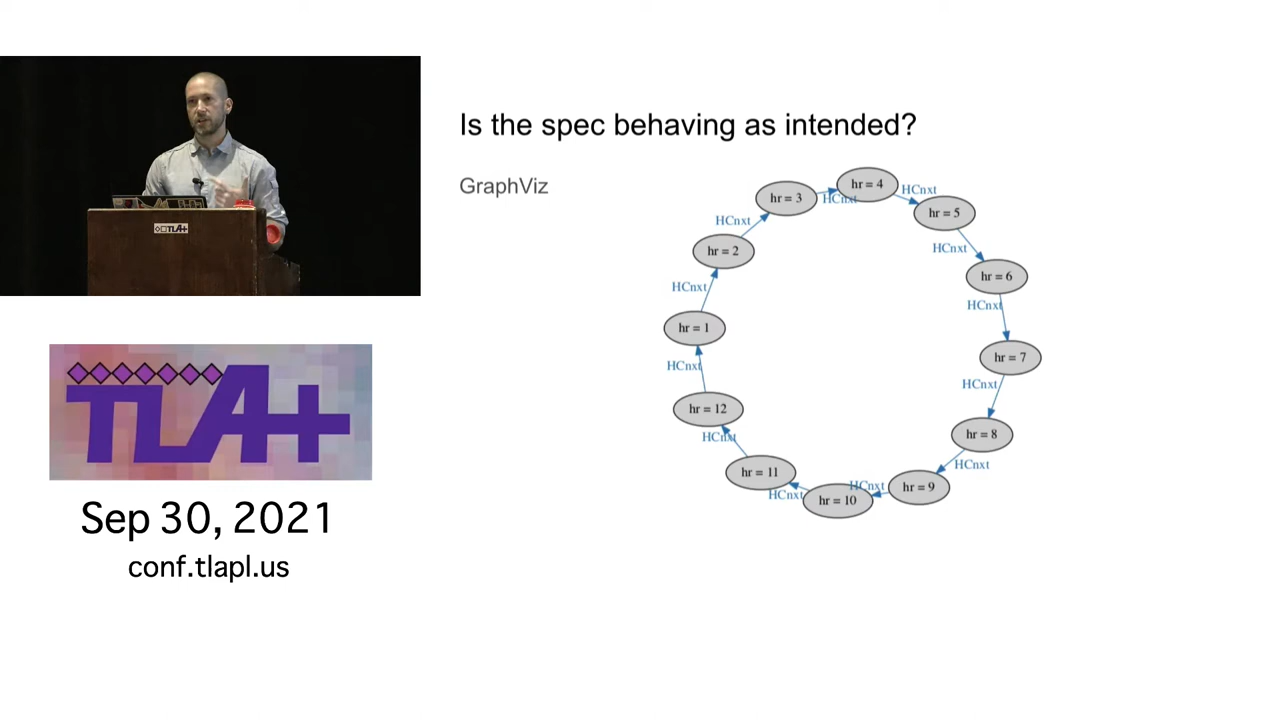 Is the spec behaving as intended?
GraphViz
hr = 1
HCnxt
hr = 2
HCnxt
hr = 3
HCnxt
hr = 4
HCnxt
hr = 5
HCnxt
hr = 6
HCnxt
hr = 7
HCnxt
hr = 8
HCnxt
hr = 9
HCnxt
hr = 10
HCnxt
hr = 11
HCnxt
hr = 12
HCnxt
TLA+
TLA+
Sep 30, 2021
conf.tlapl.us